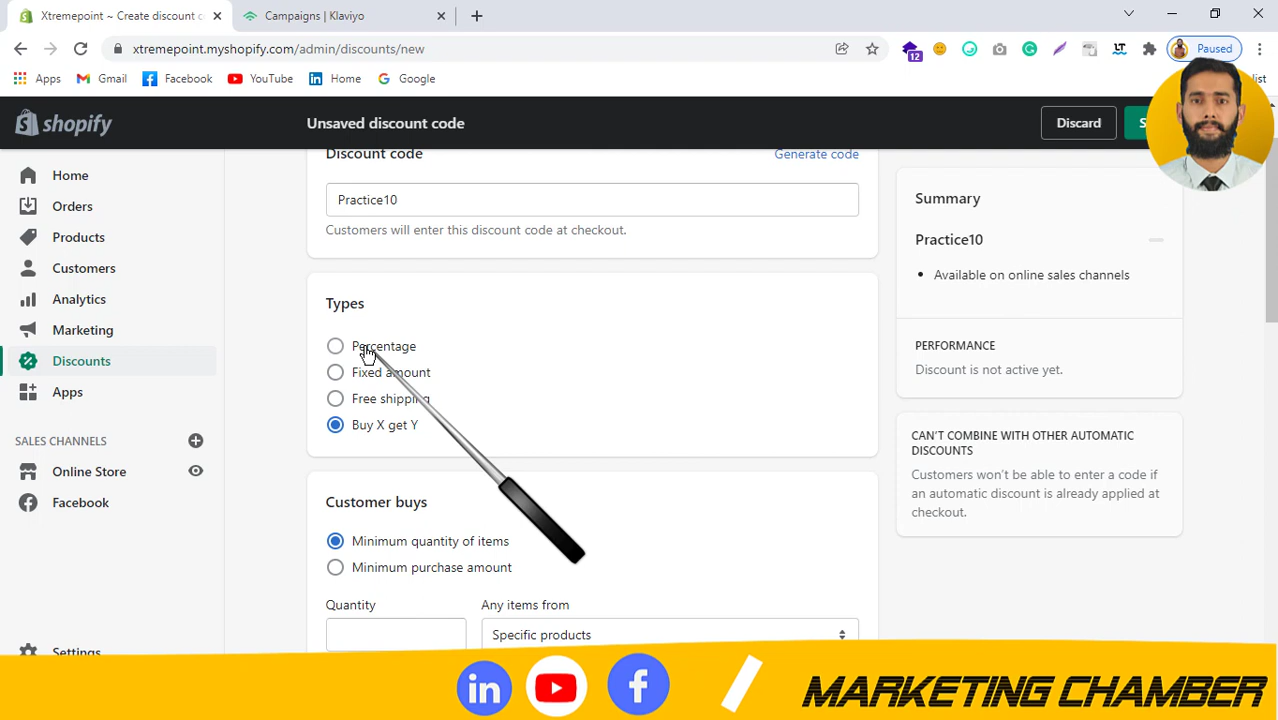 Xtremepoint ~ Create discount c
Campaigns | Klaviyo
xtremepoint.myshopify.com/admin/discounts/new
12
LT
Paused
Apps
Gmail
Facebook
YouTube
Home
Google
list
shopify
Unsaved discount code
Discard
S
Home
Orders
Products
Customers
Analytics
Marketing
Discounts
Apps
SALES CHANNELS
Online Store
Facebook
Settings
Discount code
Generate code
Practice10
Customers will enter this discount code at checkout.
Types
Percentage
Fixed amount
Free shipping
Buy X get Y
Customer buys
Minimum quantity of items
Minimum purchase amount
Quantity
Any items from
Specific products
Summary
Practice10
Available on online sales channels
PERFORMANCE
Discount is not active yet.
CAN'T COMBINE WITH OTHER AUTOMATIC
DISCOUNTS
Customers won't be able to enter a code if
an automatic discount is already applied at
checkout.
in
f
MARKETING CHAMBER